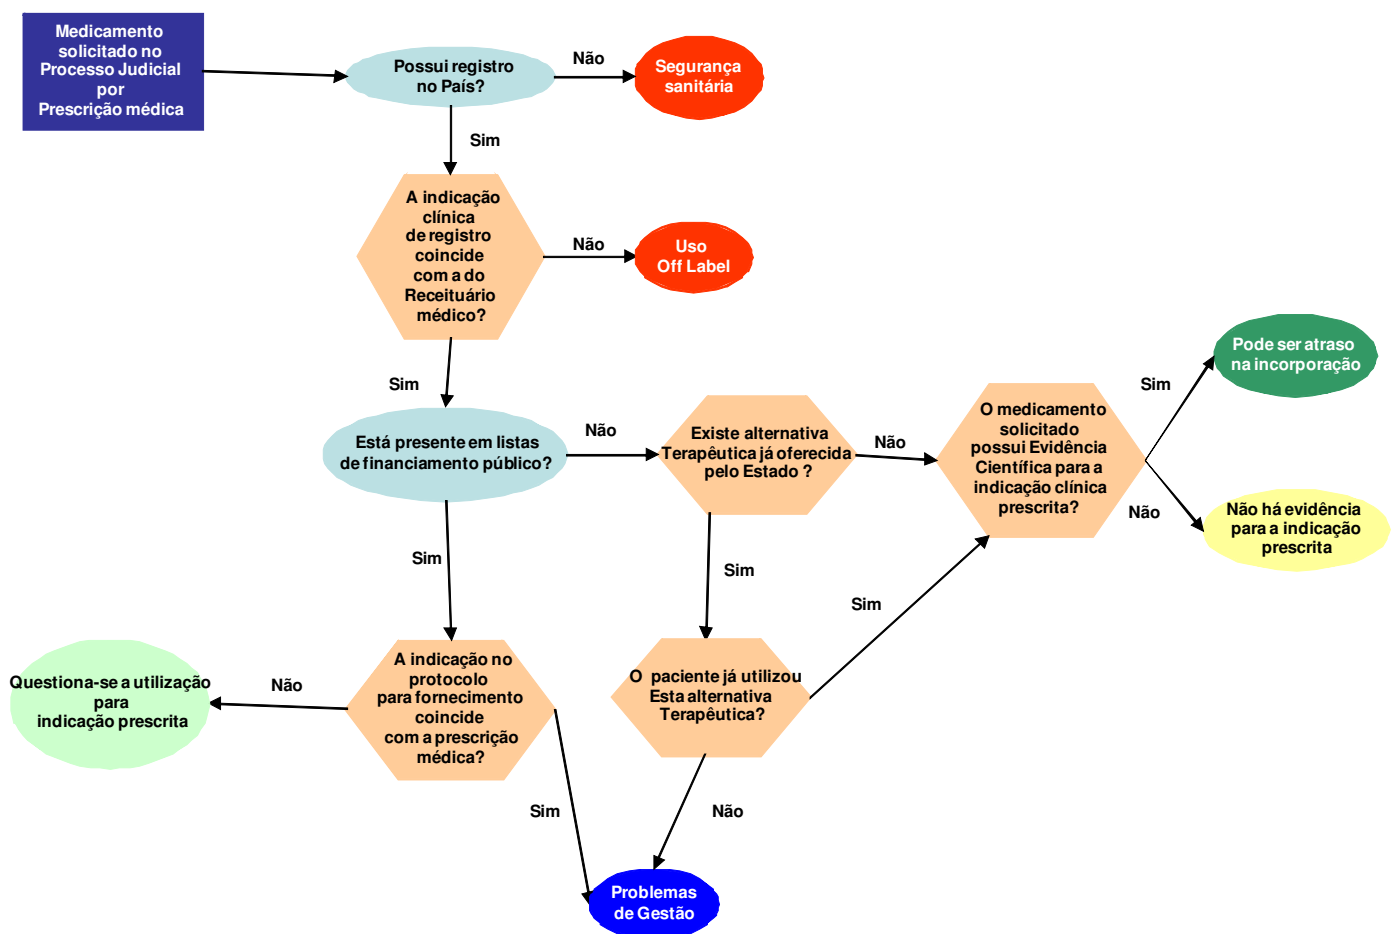 Medicamento
solicitado no
Processo Judicial
por
Prescrição médica
Possui registro
no País?
Não
Segurança
sanitária
Sim
A indicação
clínica
de registro
coincide
com a do
Receituário
médico?
Não
Uso
Off Label
Sim
Está presente em listas
de financiamento público?
Não
Existe alternativa
Terapêutica já oferecida
pelo Estado ?
Não
O medicamento
solicitado
possui Evidência
Científica para a
indicação clínica
prescrita?
Sim
Pode ser atraso
na incorporação
Não
Não há evidência
para a indicação
prescrita
Sim
Sim
Sim
A indicação no
protocolo
para fornecimento
coincide
com a prescrição
médica?
Não
Questiona-se a utilização
para
indicação prescrita
O paciente já utilizou
Esta alternativa
Terapêutica?
Sim
Não
Problemas
de Gestão